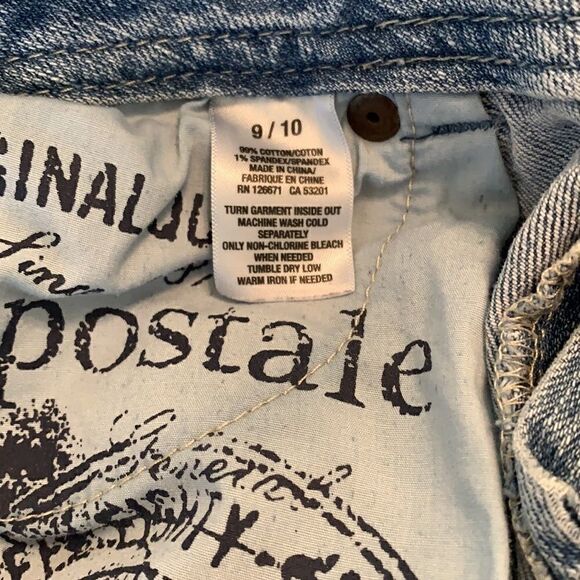 9 / 10
99% COTTON/COTON
1% SPANDEX/SPANDEX
MADE IN CHINA/
FABRIQUE EN CHINE
RN 126671 CA 53201
TURN GARMENT INSIDE OUT
MACHINE WASH COLD
SEPARATELY
ONLY NON-CHLORINE BLEACH
WHEN NEEDED
TUMBLE DRY LOW
WARM IRON IF NEEDED
GINALQU
postale